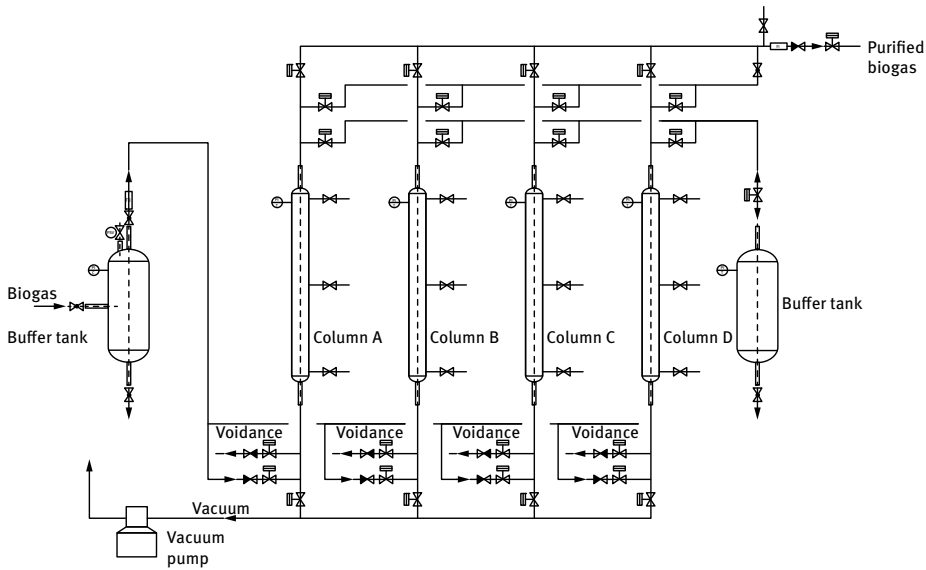 Purified
biogas
Biogas
Buffer tank
Column A
Column B
Column C
Column D
Buffer tank
Voidance
Voidance
Voidance
Voidance
Vacuum
Vacuum
pump